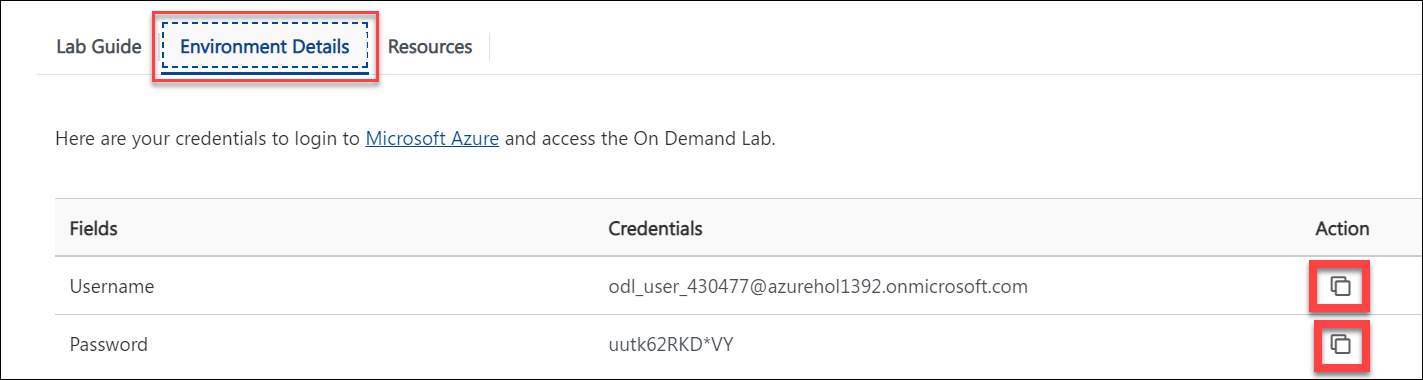 Lab Guide Environment Details Resources
Here are your credentials to login to Microsoft Azure and access the On Demand Lab.
Fields Credentials Action
Username odl_user_430477@azurehol1392.onmicrosoft.com
Password uutk62RKD*VY